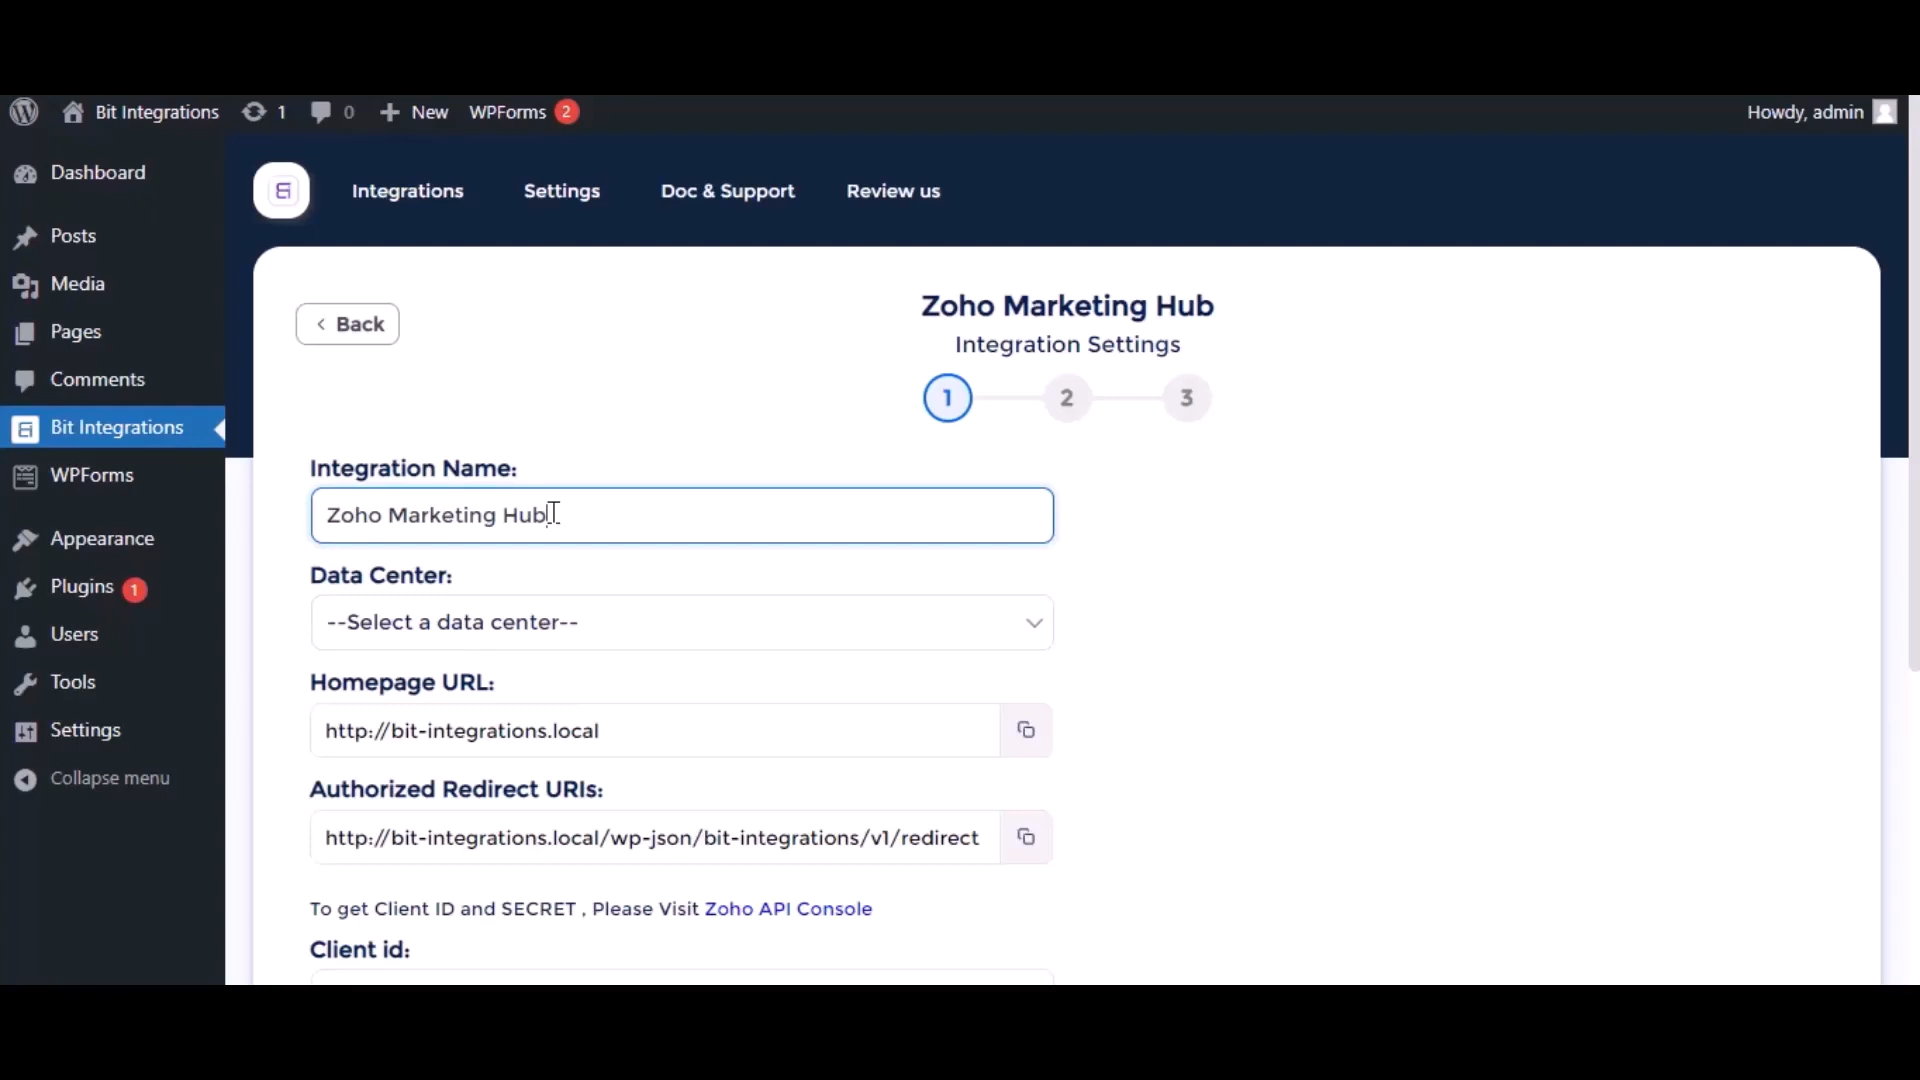 Bit Integrations 1 0 New WPForms 2 Howdy, admin
Dashboard
Posts
Media
Pages
Comments
Bit Integrations
WPForms
Appearance
Plugins 1
Users
Tools
Settings
Collapse menu
Integrations Settings Doc & Support Review us
Back
Zoho Marketing Hub
Integration Settings
1 2 3
Integration Name:
Zoho Marketing Hub
Data Center:
--Select a data center--
Homepage URL:
http://bit-integrations.local
Authorized Redirect URIs:
http://bit-integrations.local/wp-json/bit-integrations/v1/redirect
To get Client ID and SECRET , Please Visit Zoho API Console
Client id: